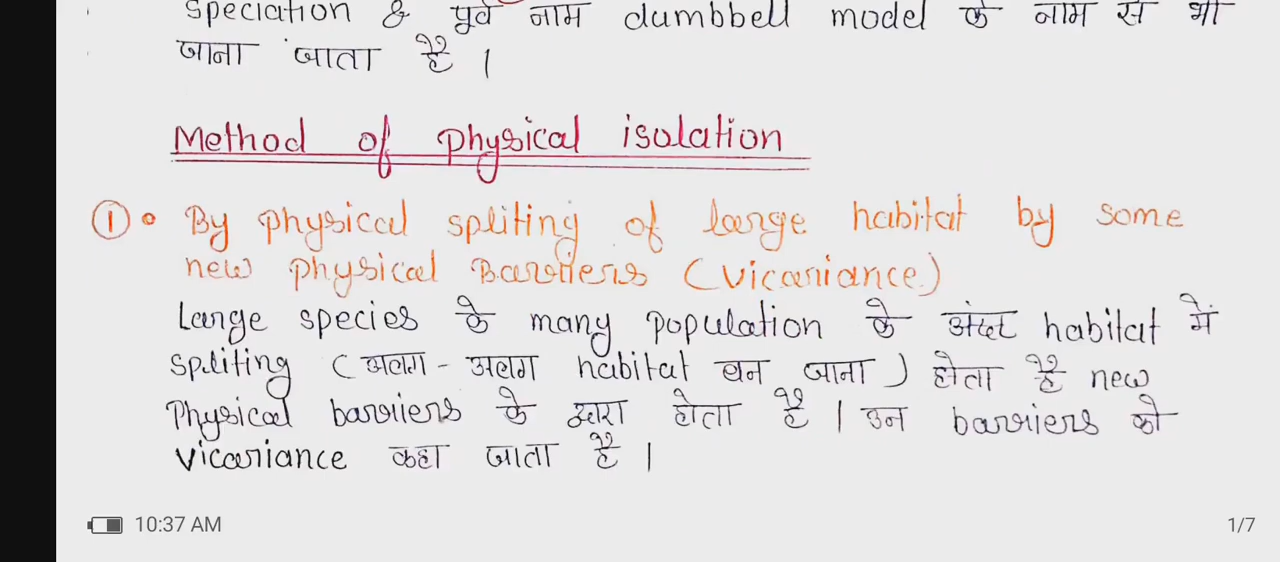 speciation & पूर्व नाम dumbbell model के नाम से भी
जाना जाता है ।
Method of physical isolation
① • By physical spliting of large habitat by some
new physical Barriers (vicariance)
Large species के many population के अंदर habitat में
spliting (अलग - अलग habitat बन जाना) होता है new
Physical barriers के द्वारा होता है । उन barriers को
vicariance कहा जाता है ।
10:37 AM
1/7